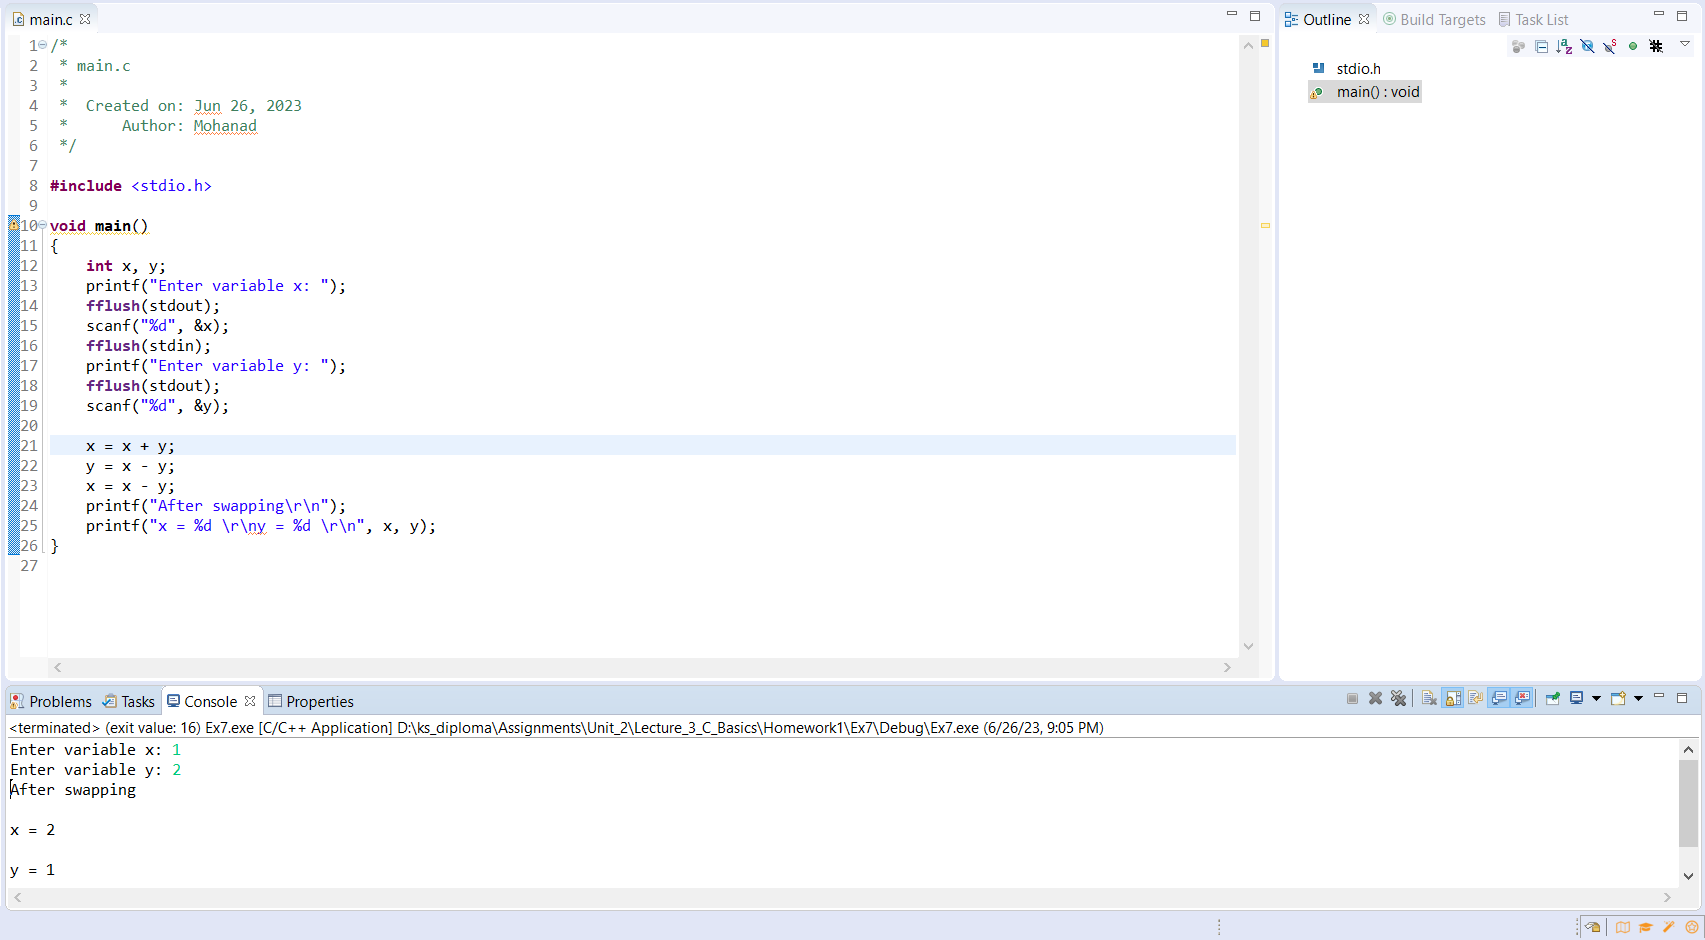 main.c
1 /*
2  * main.c
3  *
4  *  Created on: Jun 26, 2023
5  *      Author: Mohanad
6  */
7
8 #include <stdio.h>
9
10 void main()
11 {
12     int x, y;
13     printf("Enter variable x: ");
14     fflush(stdout);
15     scanf("%d", &x);
16     fflush(stdin);
17     printf("Enter variable y: ");
18     fflush(stdout);
19     scanf("%d", &y);
20
21     x = x + y;
22     y = x - y;
23     x = x - y;
24     printf("After swapping\r\n");
25     printf("x = %d \r\ny = %d \r\n", x, y);
26 }
27
Outline Build Targets Task List
stdio.h
main() : void
Problems Tasks Console Properties
<terminated> (exit value: 16) Ex7.exe [C/C++ Application] D:\ks_diploma\Assignments\Unit_2\Lecture_3_C_Basics\Homework1\Ex7\Debug\Ex7.exe (6/26/23, 9:05 PM)
Enter variable x: 1
Enter variable y: 2
After swapping
x = 2
y = 1